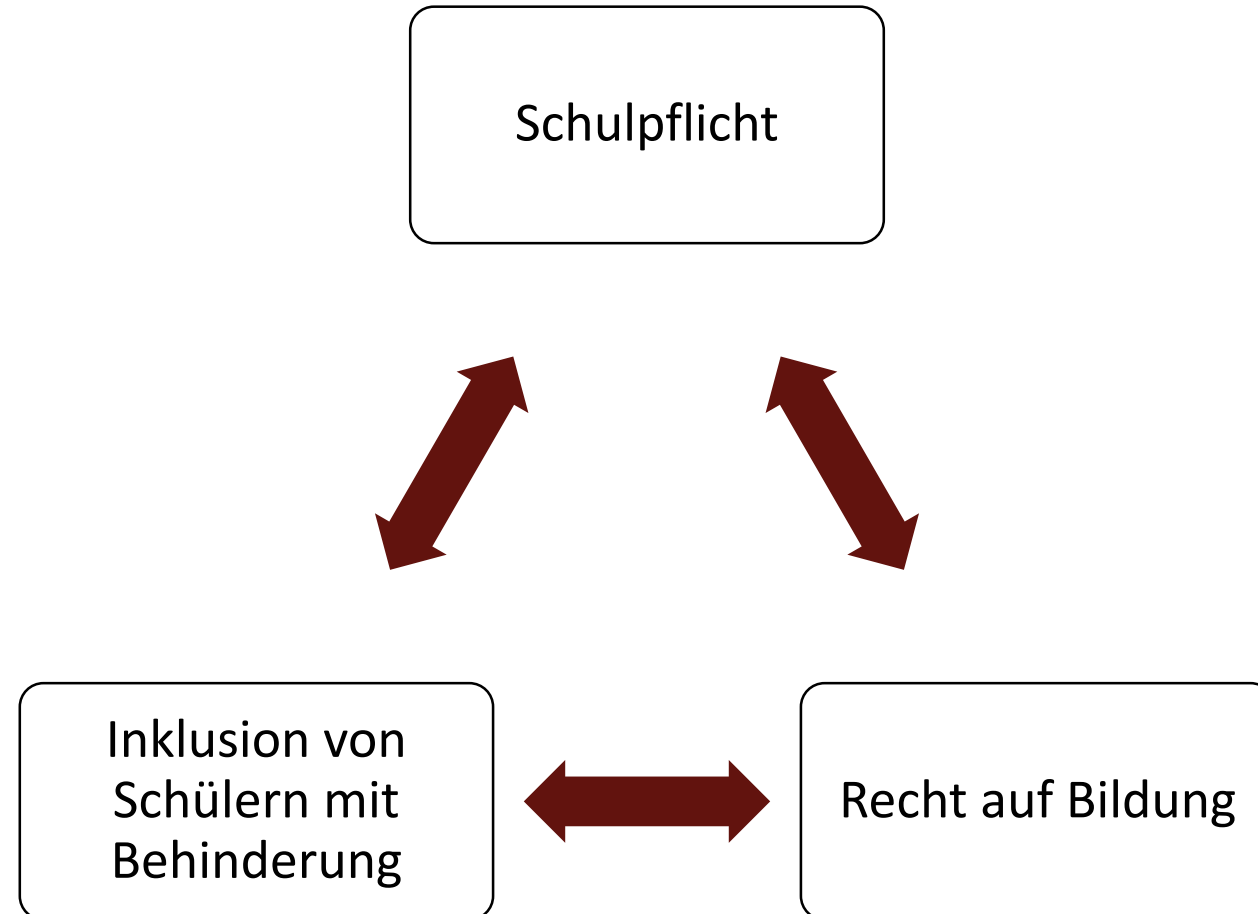 Schulpflicht
Inklusion von
Schülern mit
Behinderung
Recht auf Bildung